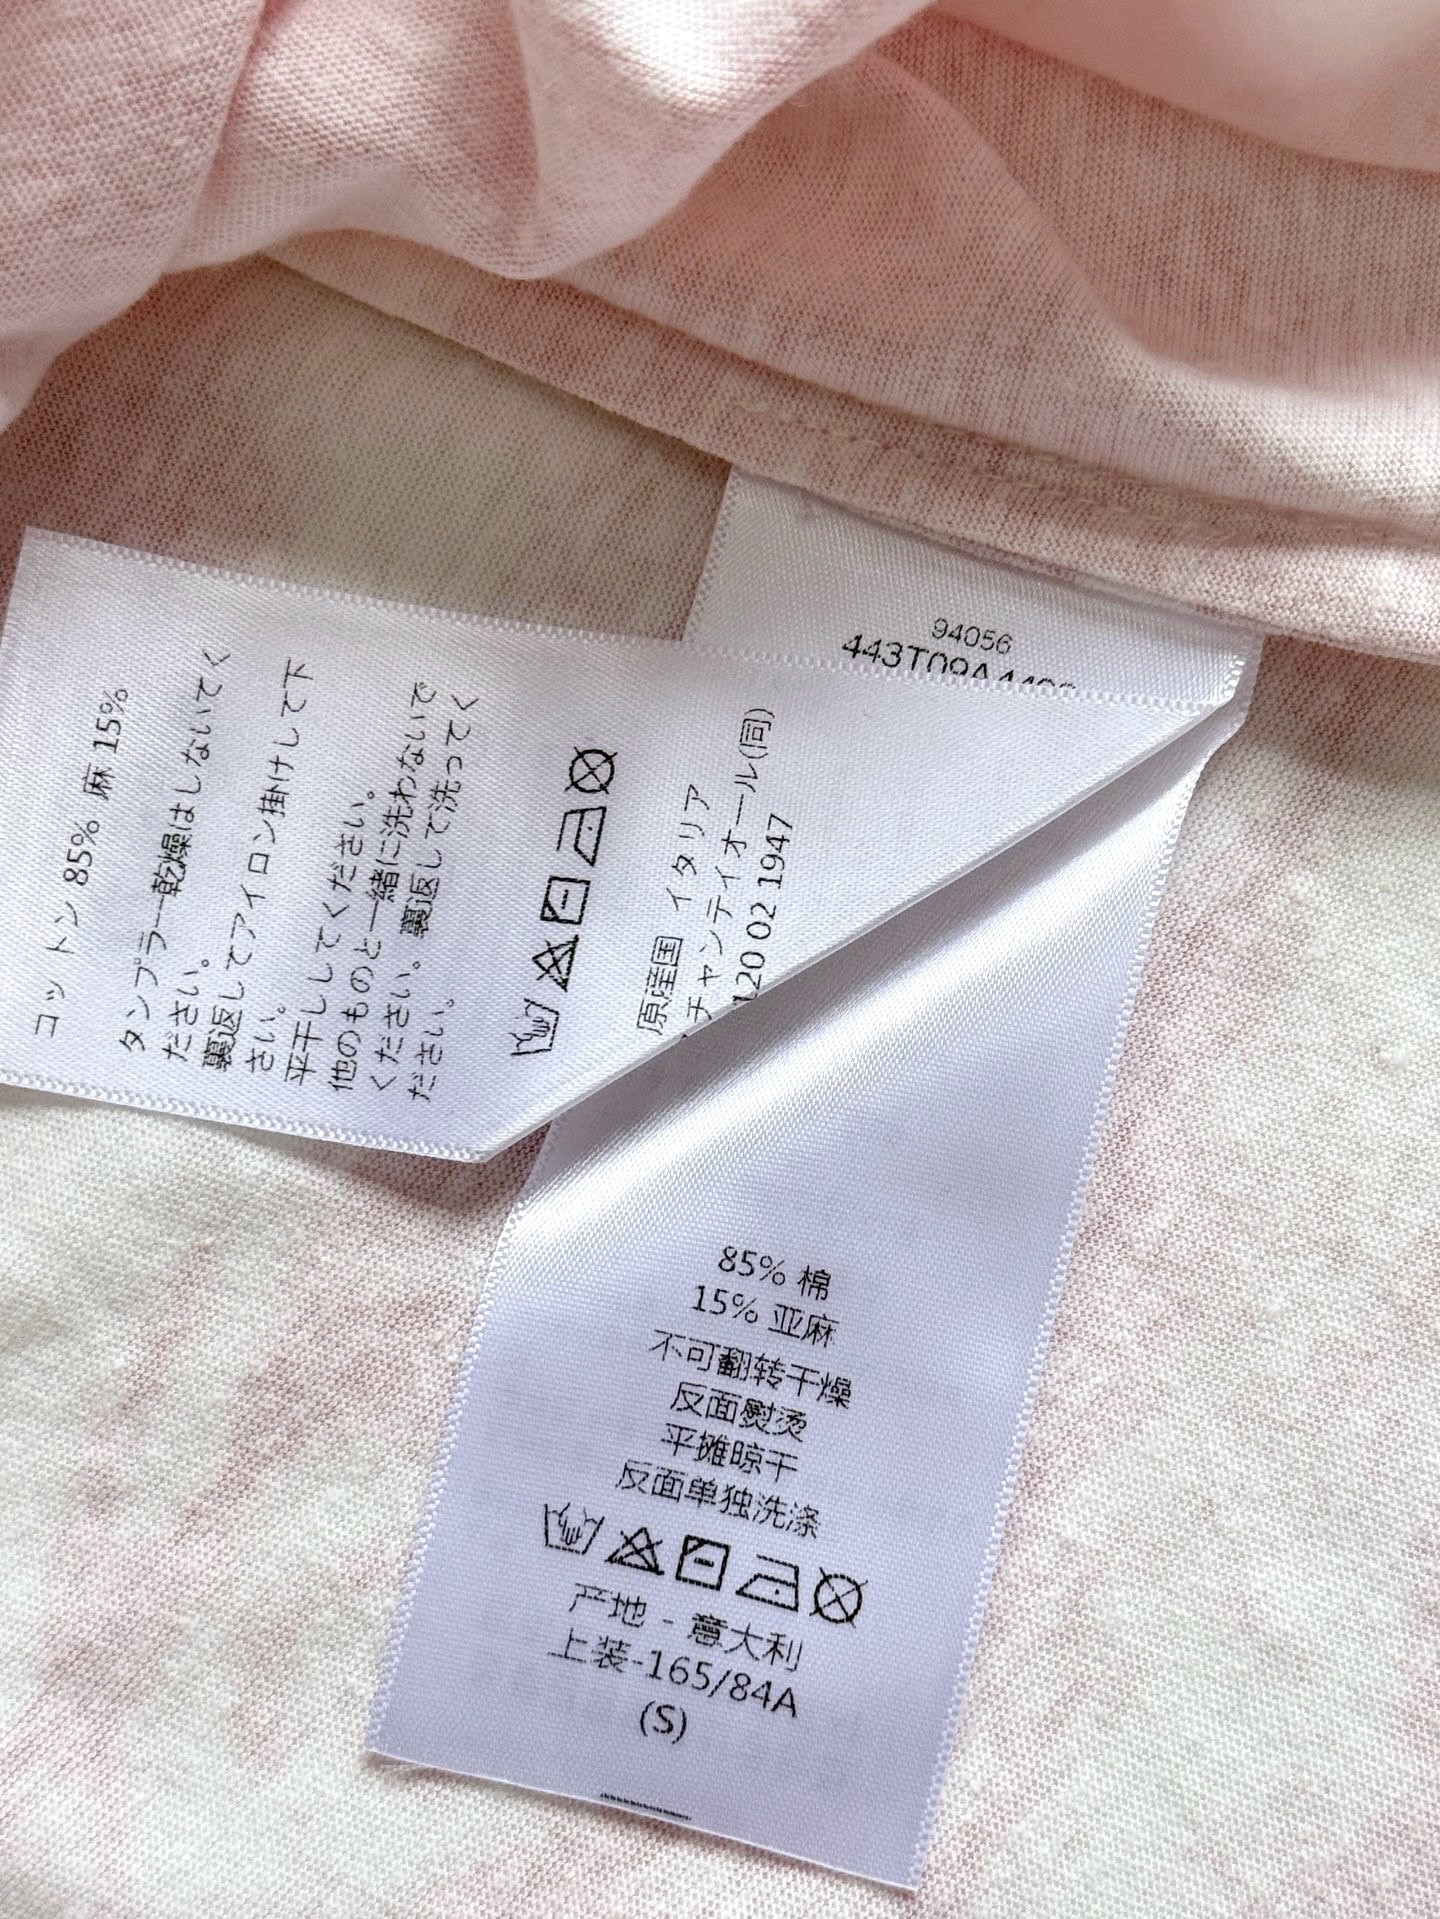 94056
コットン 85% 麻 15%
タンブラー乾燥はしないでく
ださい。
裏返してアイロン掛けして下
さい。
平干ししてください。
他のものと一緒に洗わないで
ください。裏返して洗ってく
ださい。
原産国 イタリア
チャンディオール(同)
120 02 1947
85% 棉
15% 亚麻
不可翻转干燥
反面熨烫
平摊晾干
反面单独洗涤
产地 - 意大利
上装-165/84A
(S)